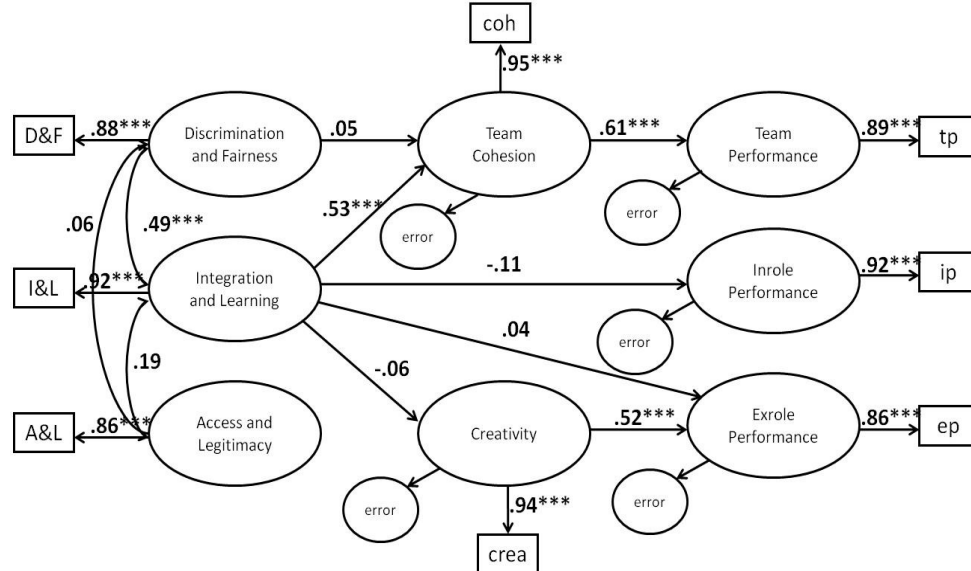 coh
.95***
D&F
.88***
Discrimination
and Fairness
.05
Team
Cohesion
.61***
Team
Performance
.89***
tp
.06
.49***
.53***
error
error
I&L
.92***
Integration
and Learning
-.11
Inrole
Performance
.92***
ip
.19
.04
error
-.06
A&L
.86***
Access and
Legitimacy
Creativity
.52***
Exrole
Performance
.86***
ep
error
error
.94***
crea